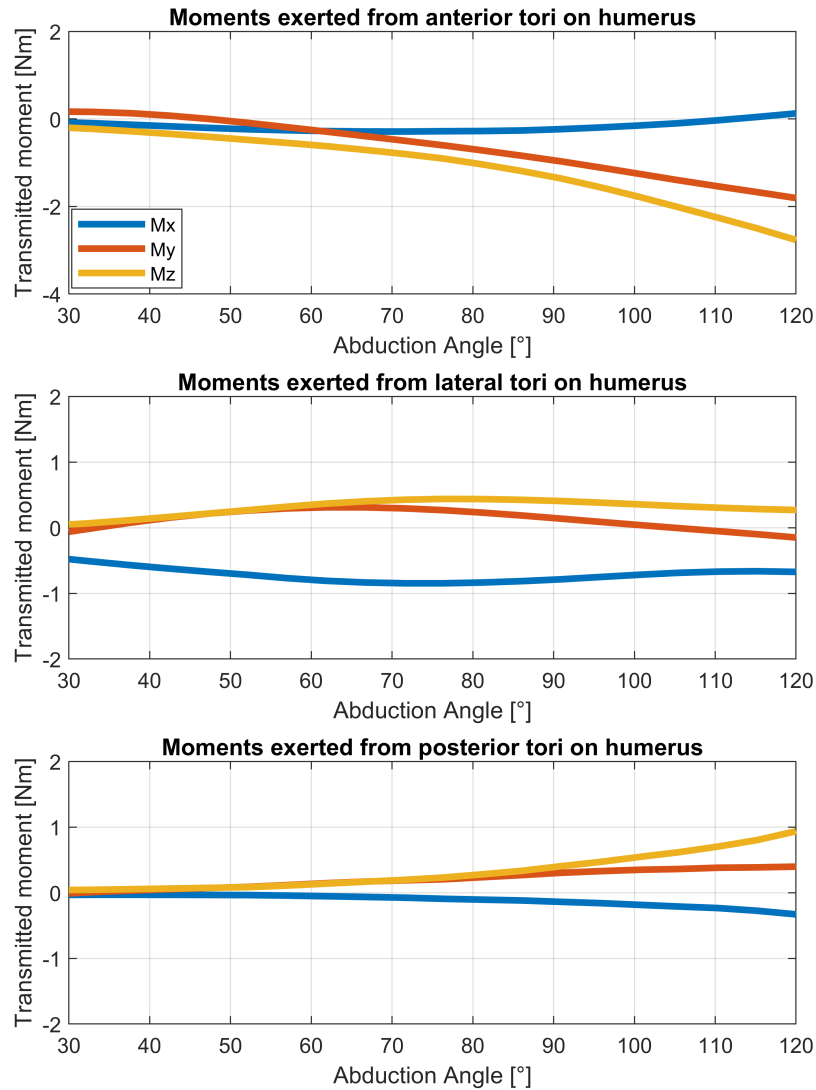 Moments exerted from anterior tori on humerus
Transmitted moment [Nm]
2
0
-2
-4
Mx
My
Mz
30 40 50 60 70 80 90 100 110 120
Abduction Angle [°]
Moments exerted from lateral tori on humerus
Transmitted moment [Nm]
2
1
0
-1
-2
30 40 50 60 70 80 90 100 110 120
Abduction Angle [°]
Moments exerted from posterior tori on humerus
Transmitted moment [Nm]
2
1
0
-1
-2
30 40 50 60 70 80 90 100 110 120
Abduction Angle [°]